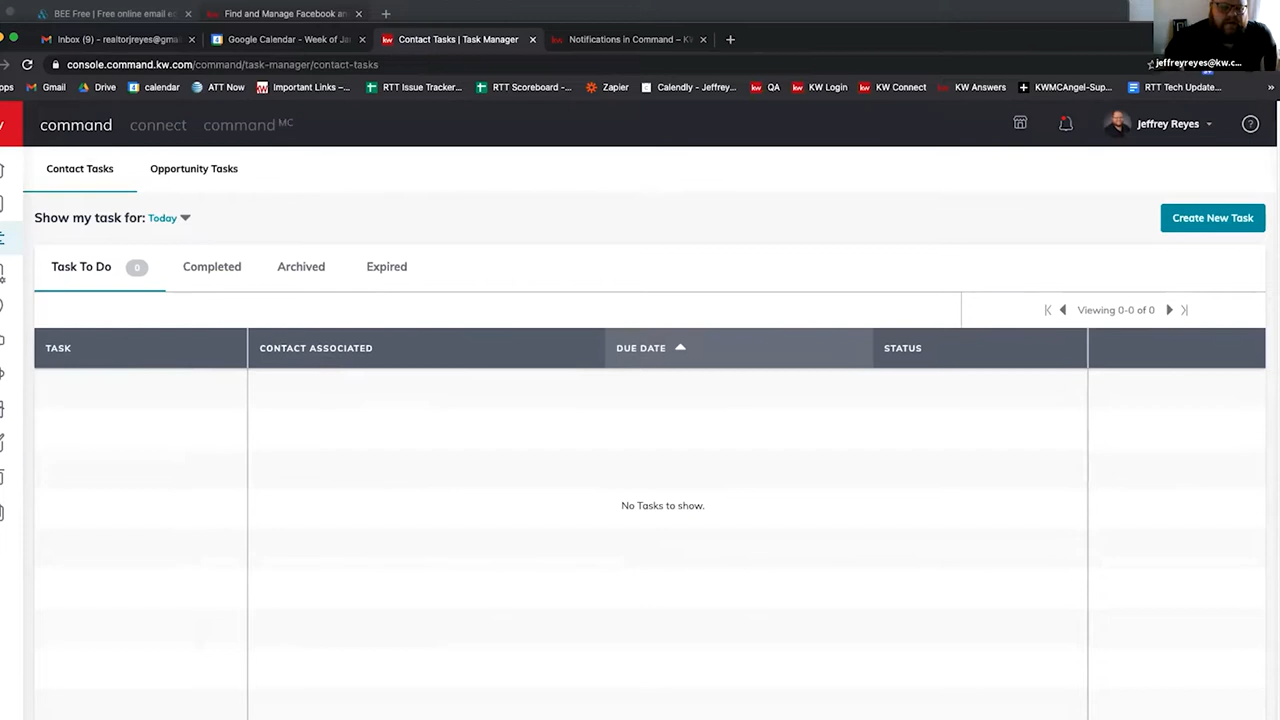 BEE Free | Free online email ec
Find and Manage Facebook an
Inbox (9) – realtorjreyes@gma
Google Calendar - Week of Ja
Contact Tasks | Task Manager
Notifications in Command – K
console.command.kw.com/command/task-manager/contact-tasks
jeffreyreyes@kw.c...
pps
Gmail
Drive
calendar
ATT Now
Important Links –...
RTT Issue Tracker...
RTT Scoreboard -...
Zapier
Calendly - Jeffrey...
QA
KW Login
KW Connect
KW Answers
KWMCAngel-Sup...
RTT Tech Update...
»
command connect command MC
Jeffrey Reyes
Contact Tasks
Opportunity Tasks
Show my task for: Today
Create New Task
Task To Do 0
Completed
Archived
Expired
Viewing 0-0 of 0
TASK
CONTACT ASSOCIATED
DUE DATE
STATUS
No Tasks to show.